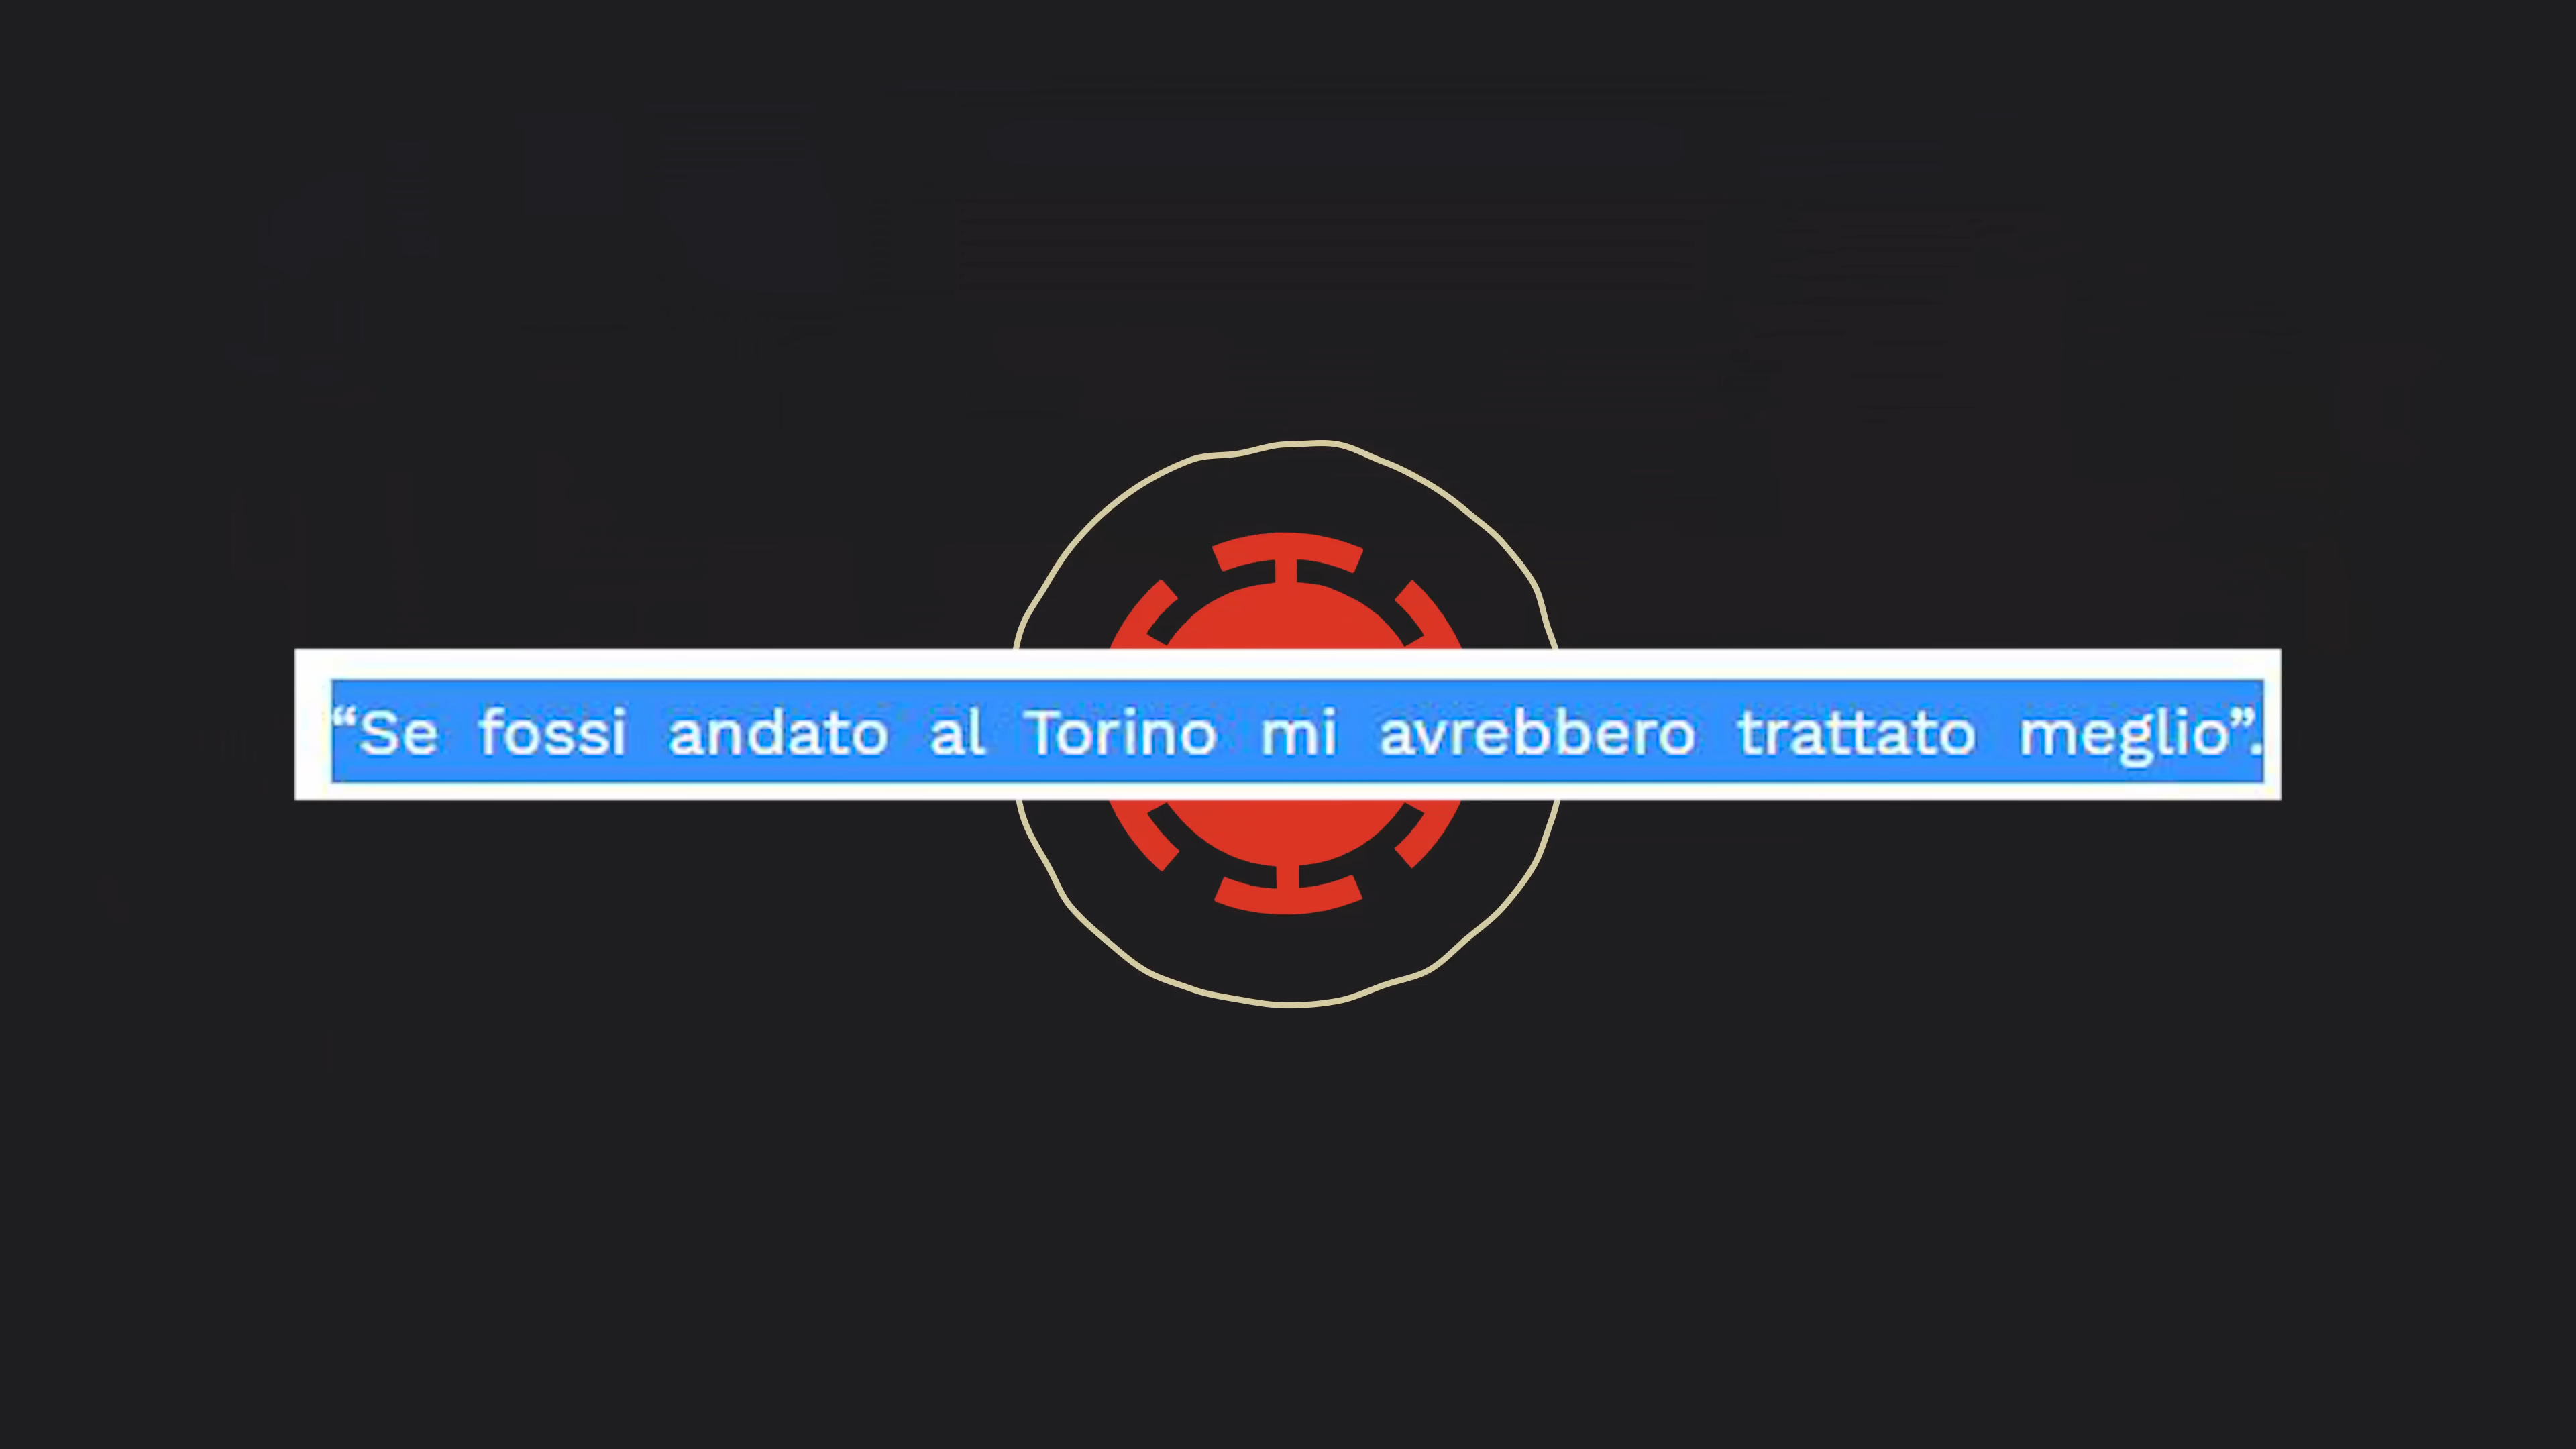 “Se fossi andato al Torino mi avrebbero trattato meglio”.